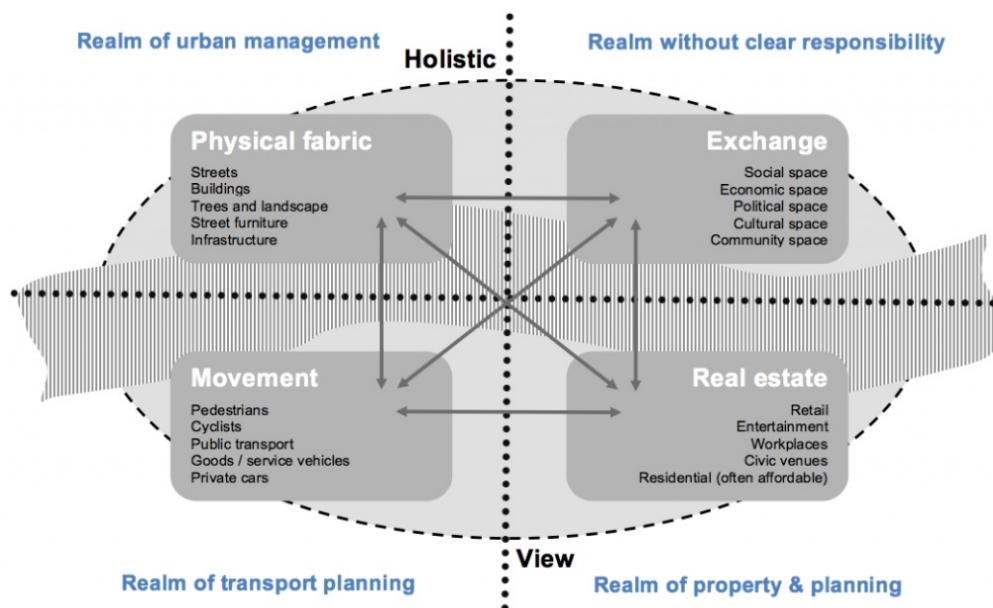 Realm of urban management
Realm without clear responsibility
Holistic
Physical fabric
Streets
Buildings
Trees and landscape
Street furniture
Infrastructure
Exchange
Social space
Economic space
Political space
Cultural space
Community space
Movement
Pedestrians
Cyclists
Public transport
Goods / service vehicles
Private cars
Real estate
Retail
Entertainment
Workplaces
Civic venues
Residential (often affordable)
View
Realm of transport planning
Realm of property & planning